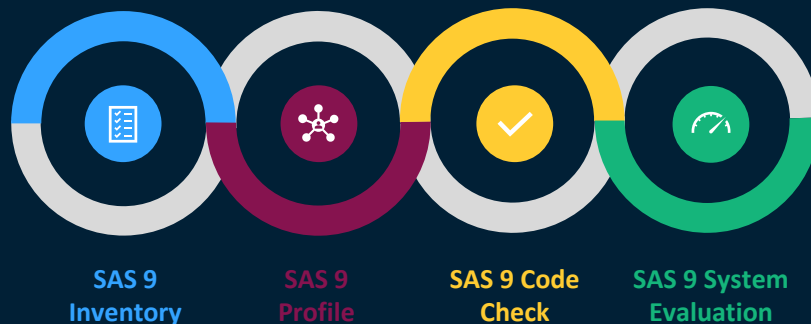 SAS 9
Inventory
SAS 9
Profile
SAS 9 Code
Check
SAS 9 System
Evaluation